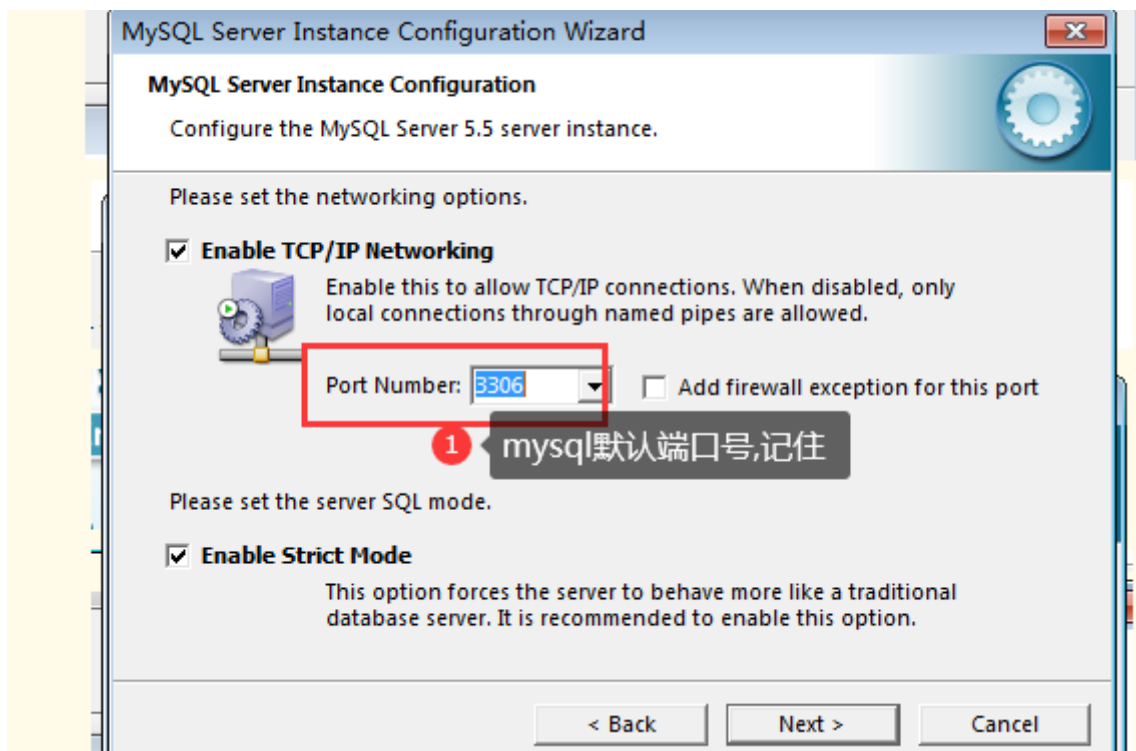 MySQL Server Instance Configuration Wizard
MySQL Server Instance Configuration
Configure the MySQL Server 5.5 server instance.
Please set the networking options.
Enable TCP/IP Networking
Enable this to allow TCP/IP connections. When disabled, only
local connections through named pipes are allowed.
Port Number: 3306 Add firewall exception for this port
1 mysql默认端口号,记住
Please set the server SQL mode.
Enable Strict Mode
This option forces the server to behave more like a traditional
database server. It is recommended to enable this option.
< Back Next > Cancel